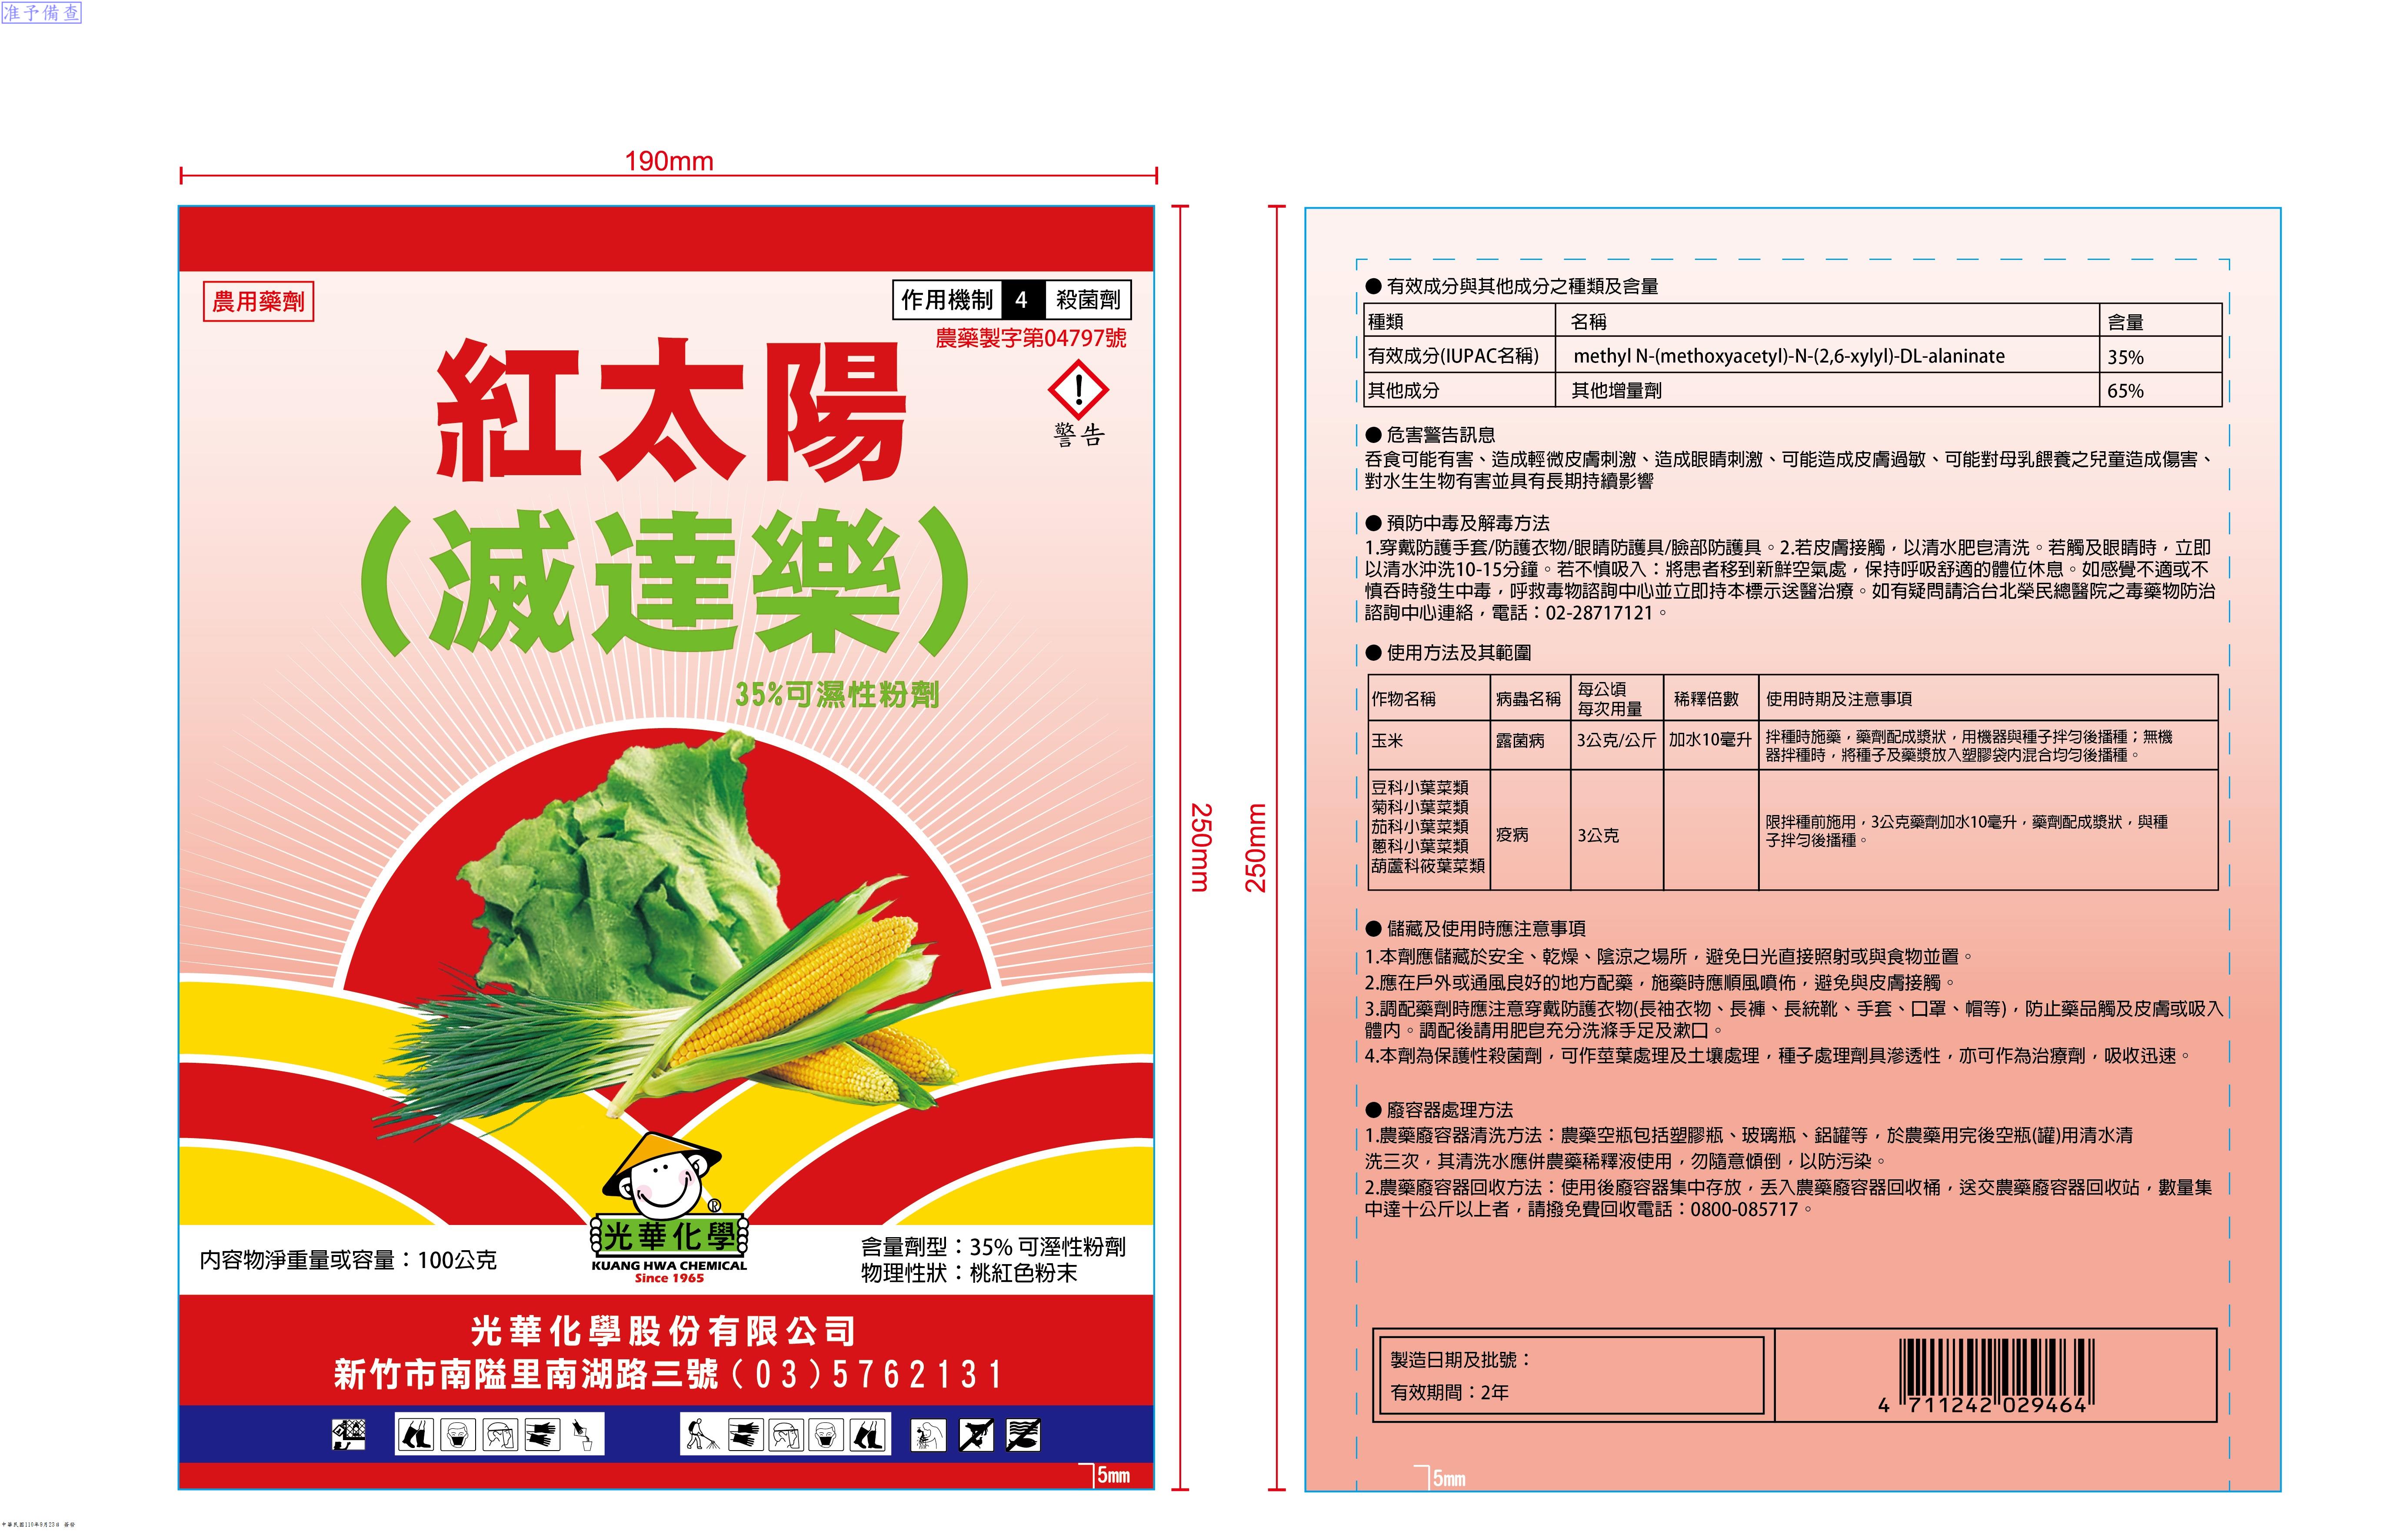 准予備查
190mm
農用藥劑
作用機制 4 殺菌劑
農藥製字第04797號
紅太陽
警告
(滅達樂)
35%可濕性粉劑
250mm
光華化學
®
KUANG HWA CHEMICAL
Since 1965
內容物淨重量或容量：100公克
含量劑型：35% 可溼性粉劑
物理性狀：桃紅色粉末
光華化學股份有限公司
新竹市南隘里南湖路三號(03)5762131
5mm
250mm
● 有效成分與其他成分之種類及含量
種類 名稱 含量
有效成分(IUPAC名稱) methyl N-(methoxyacetyl)-N-(2,6-xylyl)-DL-alaninate 35%
其他成分 其他增量劑 65%
● 危害警告訊息
吞食可能有害、造成輕微皮膚刺激、造成眼睛刺激、可能造成皮膚過敏、可能對母乳餵養之兒童造成傷害、
對水生生物有害並具有長期持續影響
● 預防中毒及解毒方法
1.穿戴防護手套/防護衣物/眼睛防護具/臉部防護具。2.若皮膚接觸，以清水肥皂清洗。若觸及眼睛時，立即
以清水沖洗10-15分鐘。若不慎吸入：將患者移到新鮮空氣處，保持呼吸舒適的體位休息。如感覺不適或不
慎吞時發生中毒，呼救毒物諮詢中心並立即持本標示送醫治療。如有疑問請洽台北榮民總醫院之毒藥物防治
諮詢中心連絡，電話：02-28717121。
● 使用方法及其範圍
作物名稱 病蟲名稱 每公頃 稀釋倍數 使用時期及注意事項
每次用量
玉米 露菌病 3公克/公斤 加水10毫升 拌種時施藥，藥劑配成漿狀，用機器與種子拌勻後播種；無機
器拌種時，將種子及藥漿放入塑膠袋內混合均勻後播種。
豆科小葉菜類
菊科小葉菜類
茄科小葉菜類
蔥科小葉菜類
葫蘆科筱葉菜類
疫病 3公克 限拌種前施用，3公克藥劑加水10毫升，藥劑配成漿狀，與種
子拌勻後播種。
● 儲藏及使用時應注意事項
1.本劑應儲藏於安全、乾燥、陰涼之場所，避免日光直接照射或與食物並置。
2.應在戶外或通風良好的地方配藥，施藥時應順風噴佈，避免與皮膚接觸。
3.調配藥劑時應注意穿戴防護衣物(長袖衣物、長褲、長統靴、手套、口罩、帽等)，防止藥品觸及皮膚或吸入
體內。調配後請用肥皂充分洗滌手足及漱口。
4.本劑為保護性殺菌劑，可作莖葉處理及土壤處理，種子處理劑具滲透性，亦可作為治療劑，吸收迅速。
● 廢容器處理方法
1.農藥廢容器清洗方法：農藥空瓶包括塑膠瓶、玻璃瓶、鋁罐等，於農藥用完後空瓶(罐)用清水清
洗三次，其清洗水應併農藥稀釋液使用，勿隨意傾倒，以防污染。
2.農藥廢容器回收方法：使用後廢容器集中存放，丟入農藥廢容器回收桶，送交農藥廢容器回收站，數量集
中達十公斤以上者，請撥免費回收電話：0800-085717。
製造日期及批號：
有效期間：2年
4 711242 029464
5mm